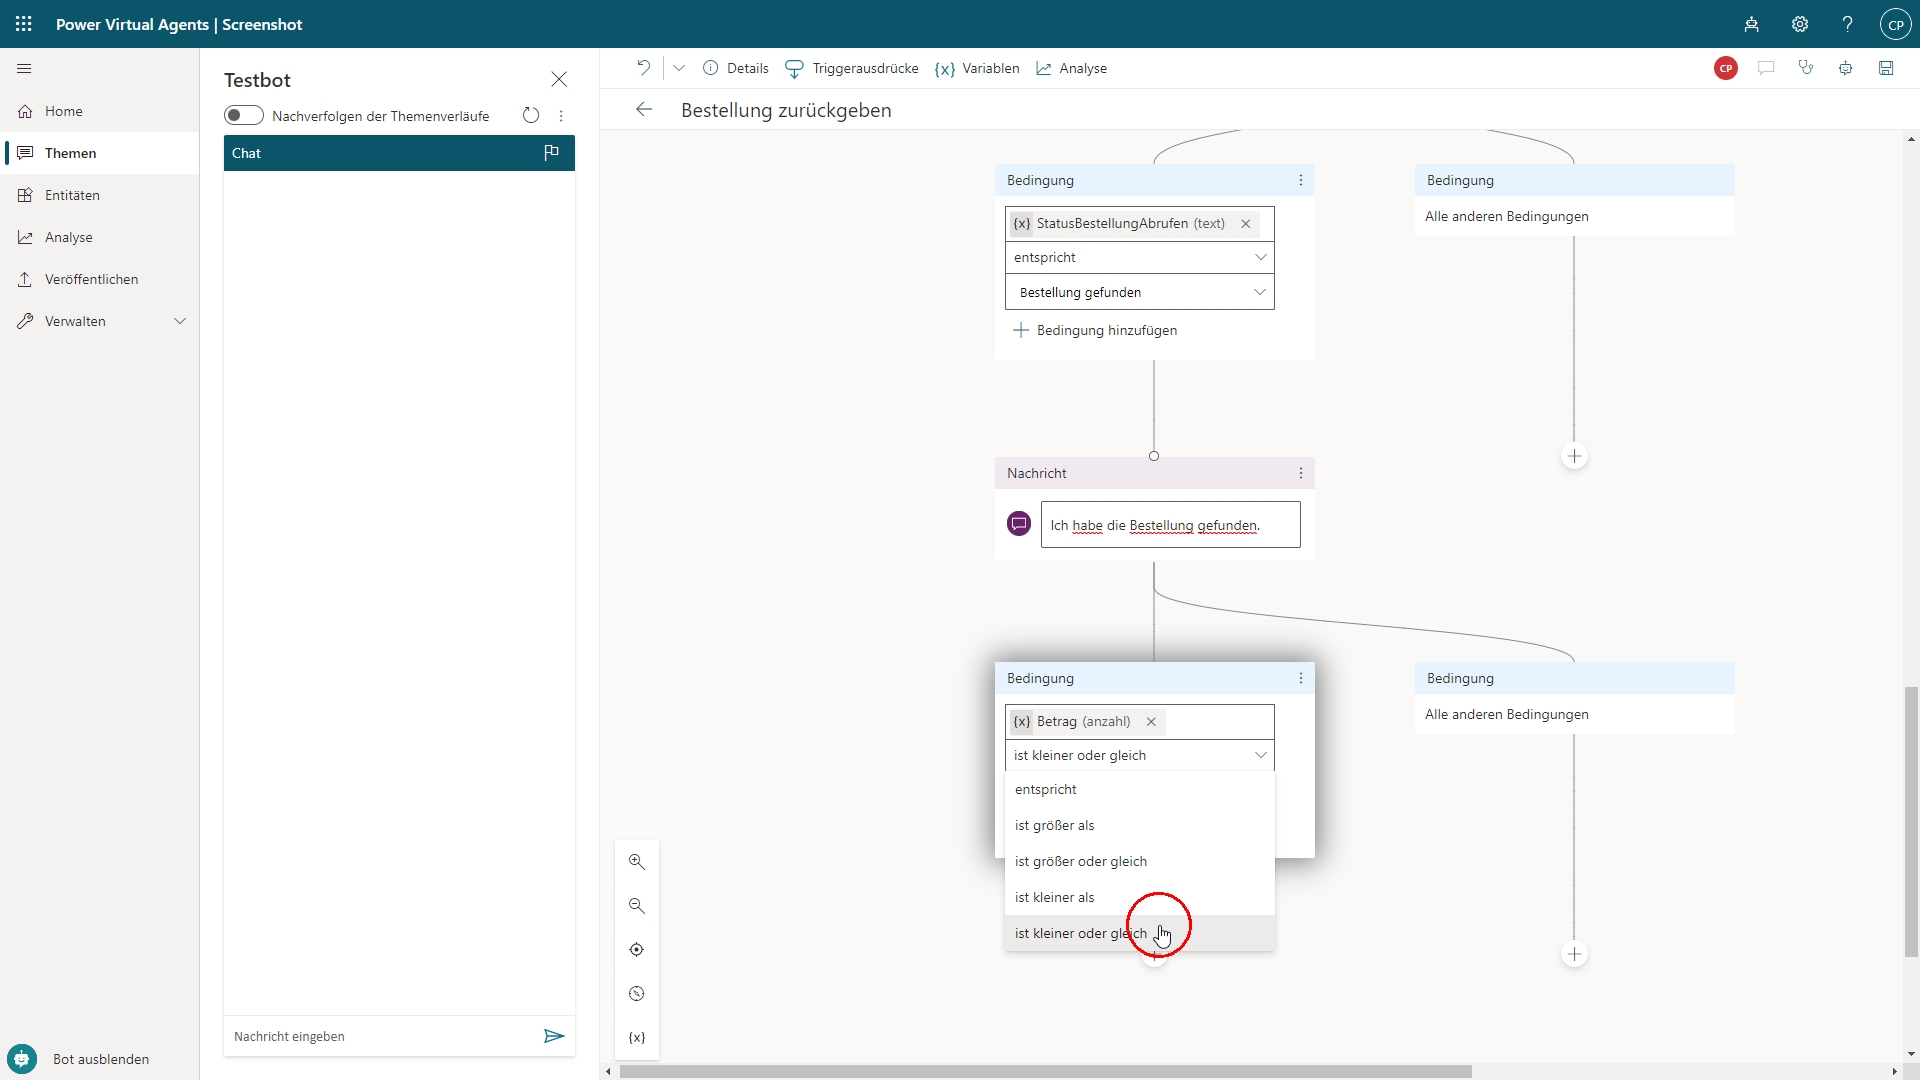 Power Virtual Agents | Screenshot
CP
Home
Themen
Entitäten
Analyse
Veröffentlichen
Verwalten
Bot ausblenden
Testbot
Nachverfolgen der Themenverläufe
Chat
Nachricht eingeben
Details
Triggerausdrücke
{x} Variablen
Analyse
CP
Bestellung zurückgeben
Bedingung
{x} StatusBestellungAbrufen (text)
entspricht
Bestellung gefunden
Bedingung hinzufügen
Bedingung
Alle anderen Bedingungen
Nachricht
Ich habe die Bestellung gefunden.
Bedingung
{x} Betrag (anzahl)
ist kleiner oder gleich
entspricht
ist größer als
ist größer oder gleich
ist kleiner als
ist kleiner oder gleich
Bedingung
Alle anderen Bedingungen
{x}